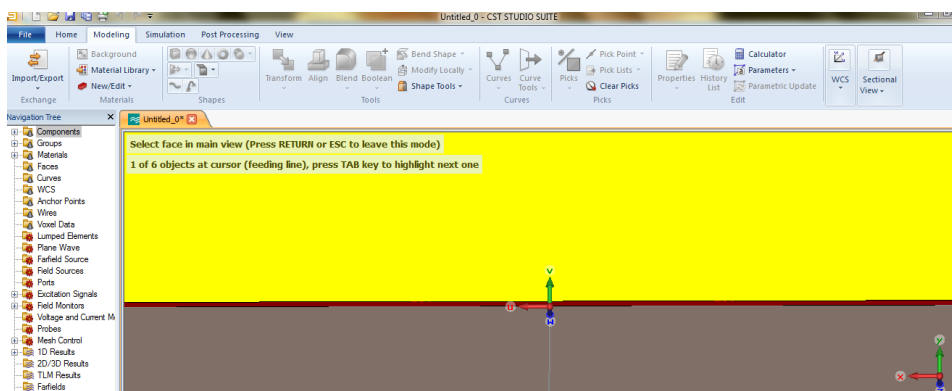 Untitled_0 - CST STUDIO SUITE
File Home Modeling Simulation Post Processing View
Import/Export
Background
Material Library
New/Edit
Transform Align Blend Boolean
Bend Shape
Modify Locally
Shape Tools
Curves Curve Tools
Picks
Pick Point
Pick Lists
Clear Picks
Properties History List
Calculator
Parameters
Parametric Update
WCS
Sectional View
Exchange Materials Shapes Tools Curves Picks Edit
Navigation Tree X
Untitled_0*
Components
Groups
Materials
Faces
Curves
WCS
Anchor Points
Wires
Voxel Data
Lumped Elements
Plane Wave
Farfield Source
Field Sources
Ports
Excitation Signals
Field Monitors
Voltage and Current M
Probes
Mesh Control
1D Results
2D/3D Results
TLM Results
Farfields
Select face in main view (Press RETURN or ESC to leave this mode)
1 of 6 objects at cursor (feeding line), press TAB key to highlight next one
V
U
W
y
x